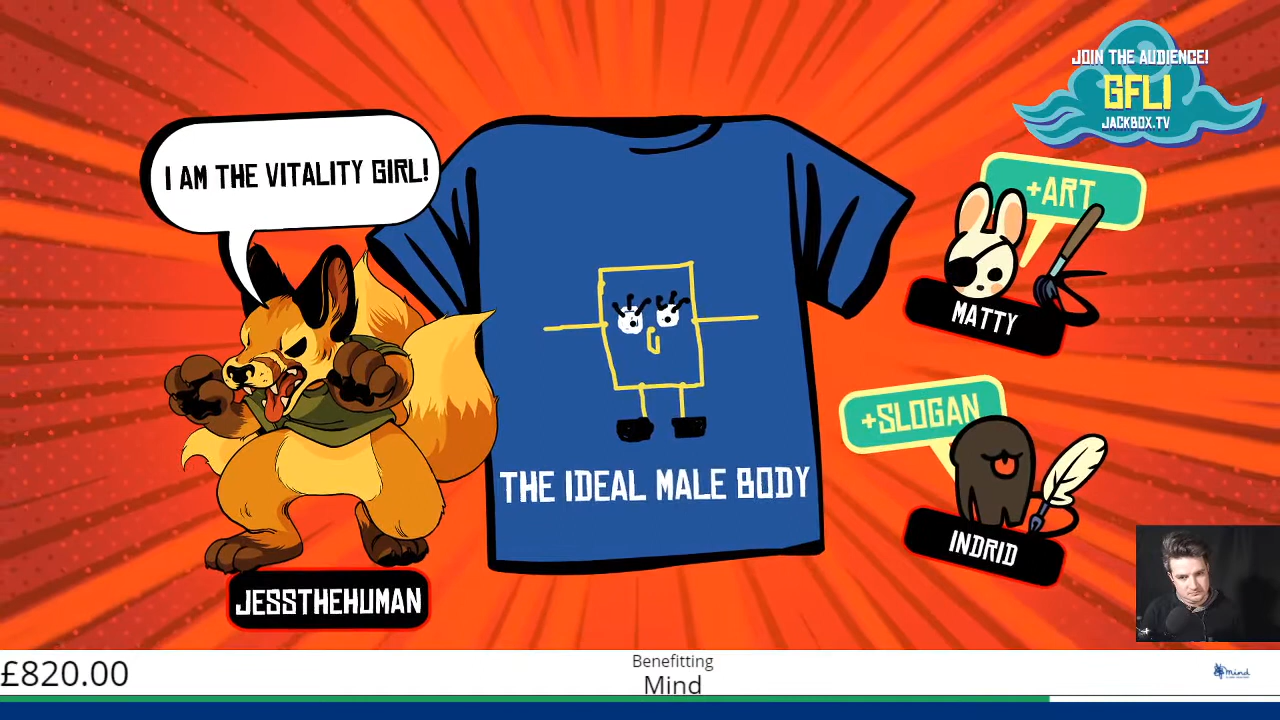 JOIN THE AUDIENCE!
GFLI
JACKBOX.TV
I AM THE VITALITY GIRL!
+ART
MATTY
THE IDEAL MALE BODY
+SLOGAN
INDRID
JESSTHEHUMAN
£820.00
Benefitting
Mind
mind